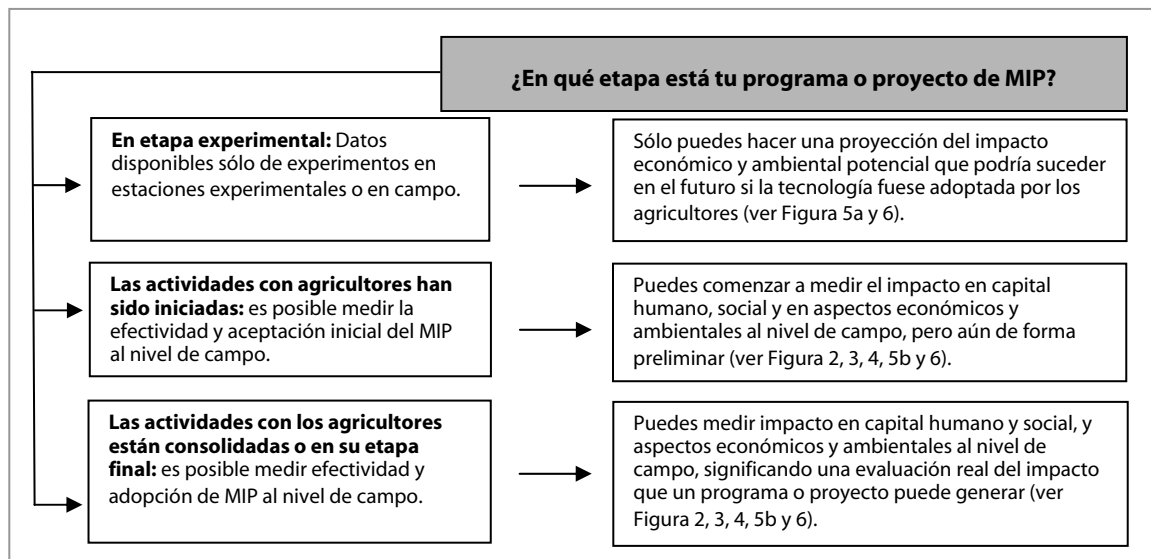 ¿En qué etapa está tu programa o proyecto de MIP?
En etapa experimental: Datos
disponibles sólo de experimentos en
estaciones experimentales o en campo.
Sólo puedes hacer una proyección del impacto
económico y ambiental potencial que podría suceder
en el futuro si la tecnología fuese adoptada por los
agricultores (ver Figura 5a y 6).
Las actividades con agricultores han
sido iniciadas: es posible medir la
efectividad y aceptación inicial del MIP
al nivel de campo.
Puedes comenzar a medir el impacto en capital
humano, social y en aspectos económicos y
ambientales al nivel de campo, pero aún de forma
preliminar (ver Figura 2, 3, 4, 5b y 6).
Las actividades con los agricultores
están consolidadas o en su etapa
final: es posible medir efectividad y
adopción de MIP al nivel de campo.
Puedes medir impacto en capital humano y social, y
aspectos económicos y ambientales al nivel de
campo, significando una evaluación real del impacto
que un programa o proyecto puede generar (ver
Figura 2, 3, 4, 5b y 6).